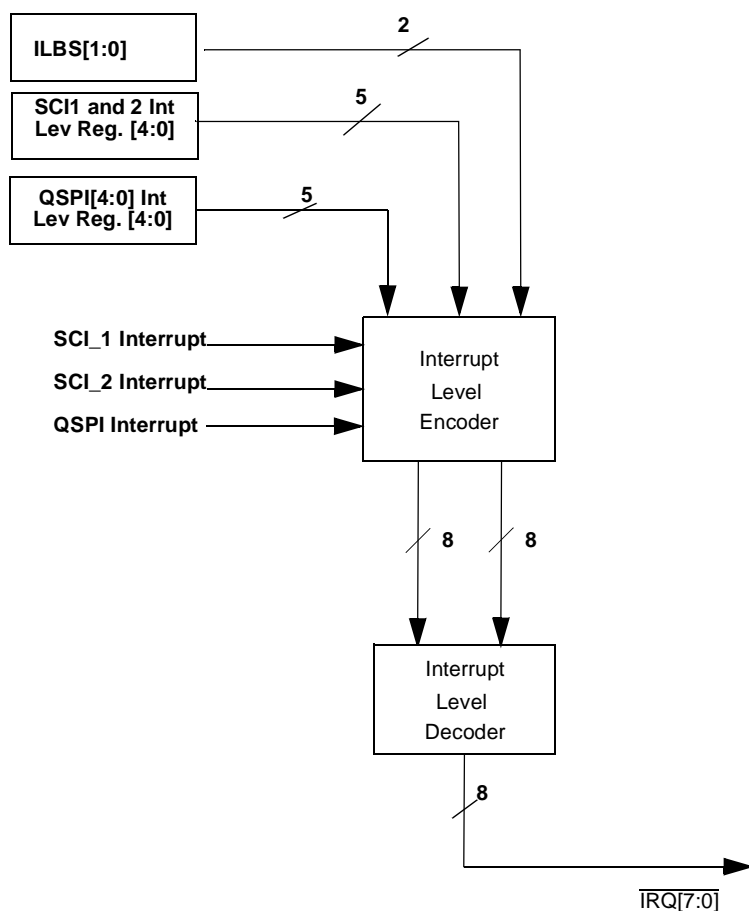 2
ILBS[1:0]
5
SCI1 and 2 Int
Lev Reg. [4:0]
5
QSPI[4:0] Int
Lev Reg. [4:0]
SCI_1 Interrupt
SCI_2 Interrupt
QSPI Interrupt
Interrupt
Level
Encoder
8
8
Interrupt
Level
Decoder
8
IRQ[7:0]